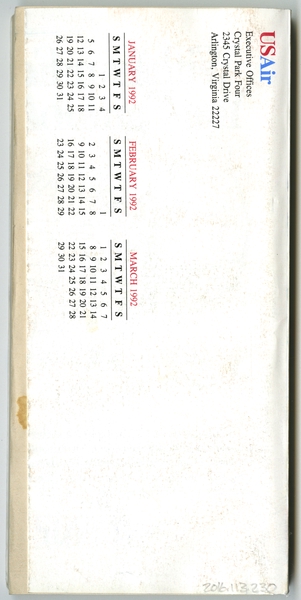 USAir
Executive Offices
Crystal Park Four
2345 Crystal Drive
Arlington, Virginia 22227
JANUARY 1992
S M T W T F S
1 2 3 4
5 6 7 8 9 10 11
12 13 14 15 16 17 18
19 20 21 22 23 24 25
26 27 28 29 30 31
FEBRUARY 1992
S M T W T F S
1
2 3 4 5 6 7 8
9 10 11 12 13 14 15
16 17 18 19 20 21 22
23 24 25 26 27 28 29
MARCH 1992
S M T W T F S
1 2 3 4 5 6 7
8 9 10 11 12 13 14
15 16 17 18 19 20 21
22 23 24 25 26 27 28
29 30 31
2016.113.232